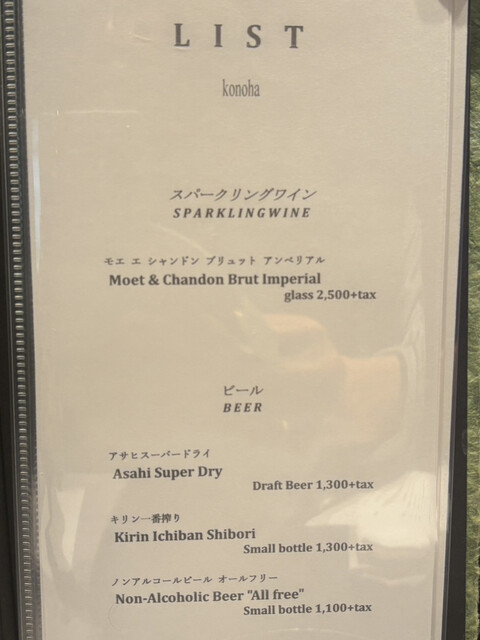 LIST
konoha
スパークリングワイン
SPARKLINGWINE
モエ エ シャンドン ブリュット アンペリアル
Moet & Chandon Brut Imperial
glass 2,500+tax
ビール
BEER
アサヒスーパードライ
Asahi Super Dry
Draft Beer 1,300+tax
キリン一番搾り
Kirin Ichiban Shibori
Small bottle 1,300+tax
ノンアルコールビール オールフリー
Non-Alcoholic Beer "All free"
Small bottle 1,100+tax